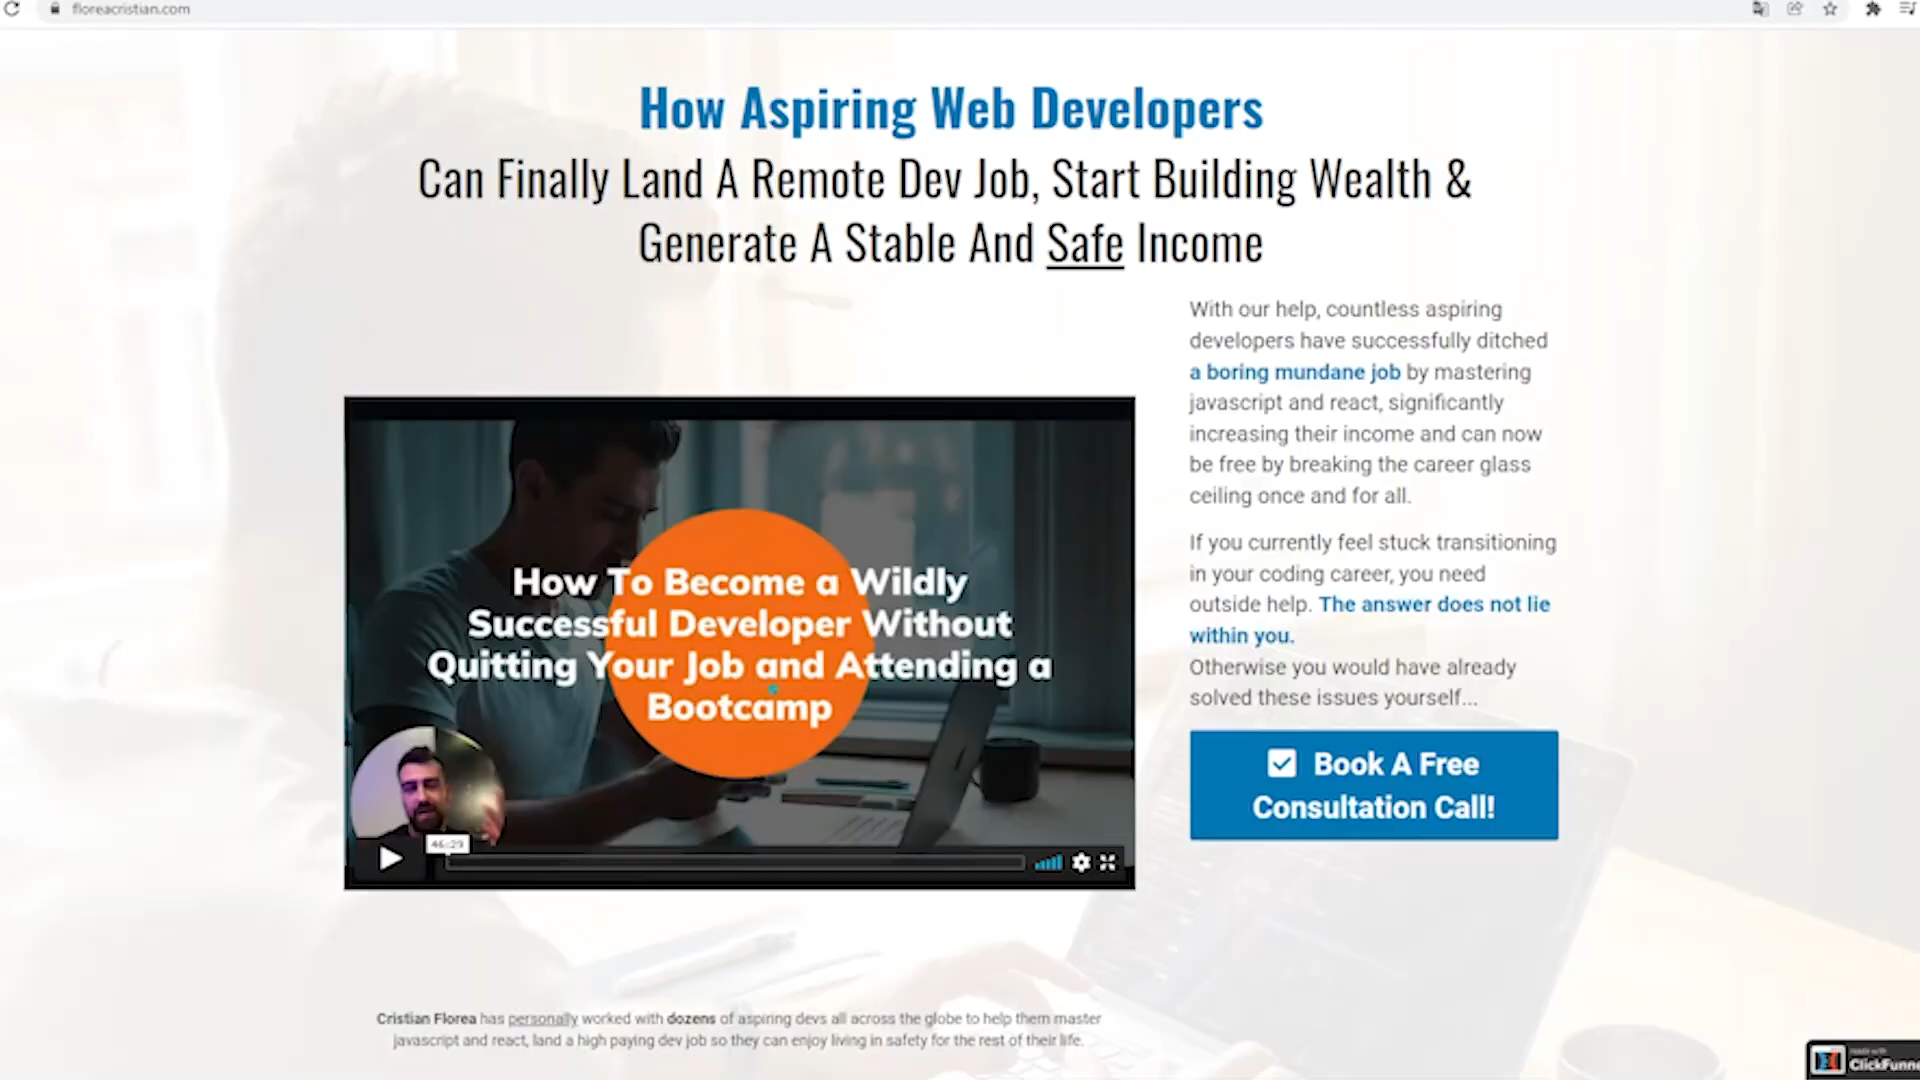 floreacristian.com
How Aspiring Web Developers
Can Finally Land A Remote Dev Job, Start Building Wealth &
Generate A Stable And Safe Income
With our help, countless aspiring
developers have successfully ditched
a boring mundane job by mastering
javascript and react, significantly
increasing their income and can now
be free by breaking the career glass
ceiling once and for all.
If you currently feel stuck transitioning
in your coding career, you need
outside help. The answer does not lie
within you.
Otherwise you would have already
solved these issues yourself...
Book A Free
Consultation Call!
How To Become a Wildly
Successful Developer Without
Quitting Your Job and Attending a
Bootcamp
46:29
Cristian Florea has personally worked with dozens of aspiring devs all across the globe to help them master
javascript and react, land a high paying dev job so they can enjoy living in safety for the rest of their life.
ClickFunne